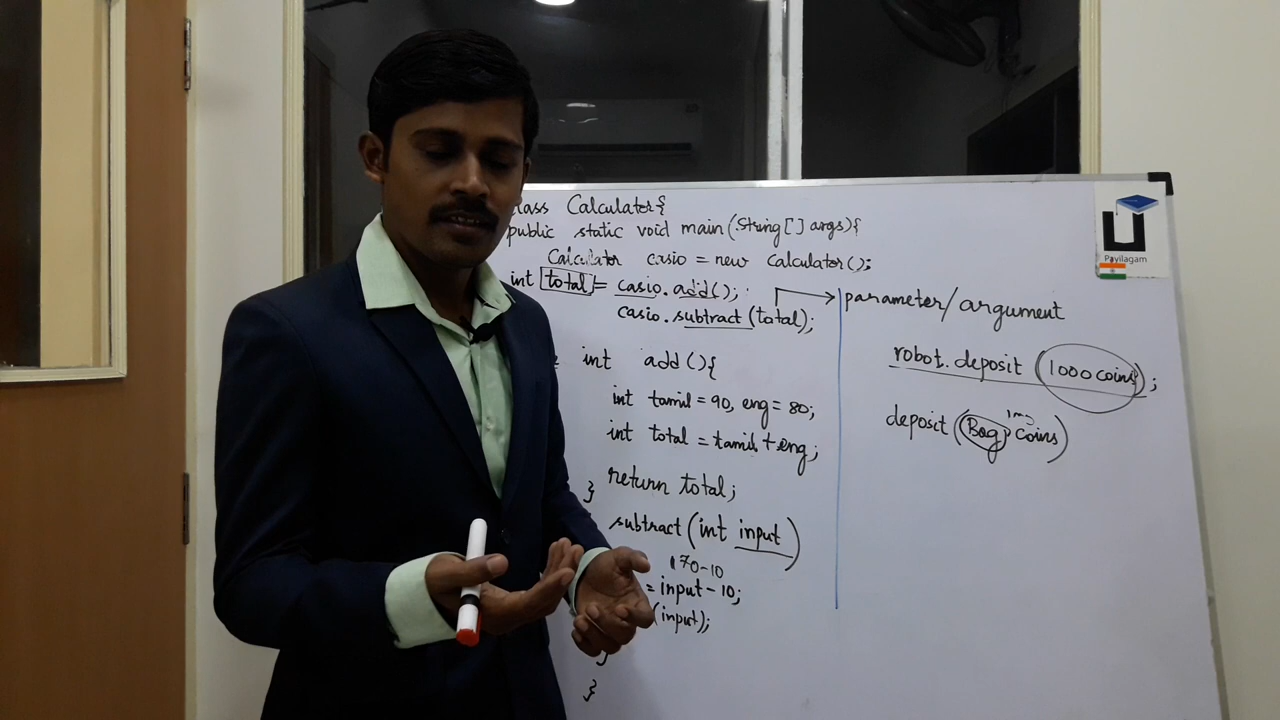 class Calculator{
public static void main(String[] args){
Calculator casio = new calculator();
int total = casio.add();
casio.subtract(total);
int add(){
int tamil = 90, eng = 80;
int total = tamil + eng;
return total;
}
subtract(int input)
170-10
= input - 10;
(input);
}
}
parameter/argument
robot.deposit (1000 coins);
deposit (Bag coins)
U
Payilagam